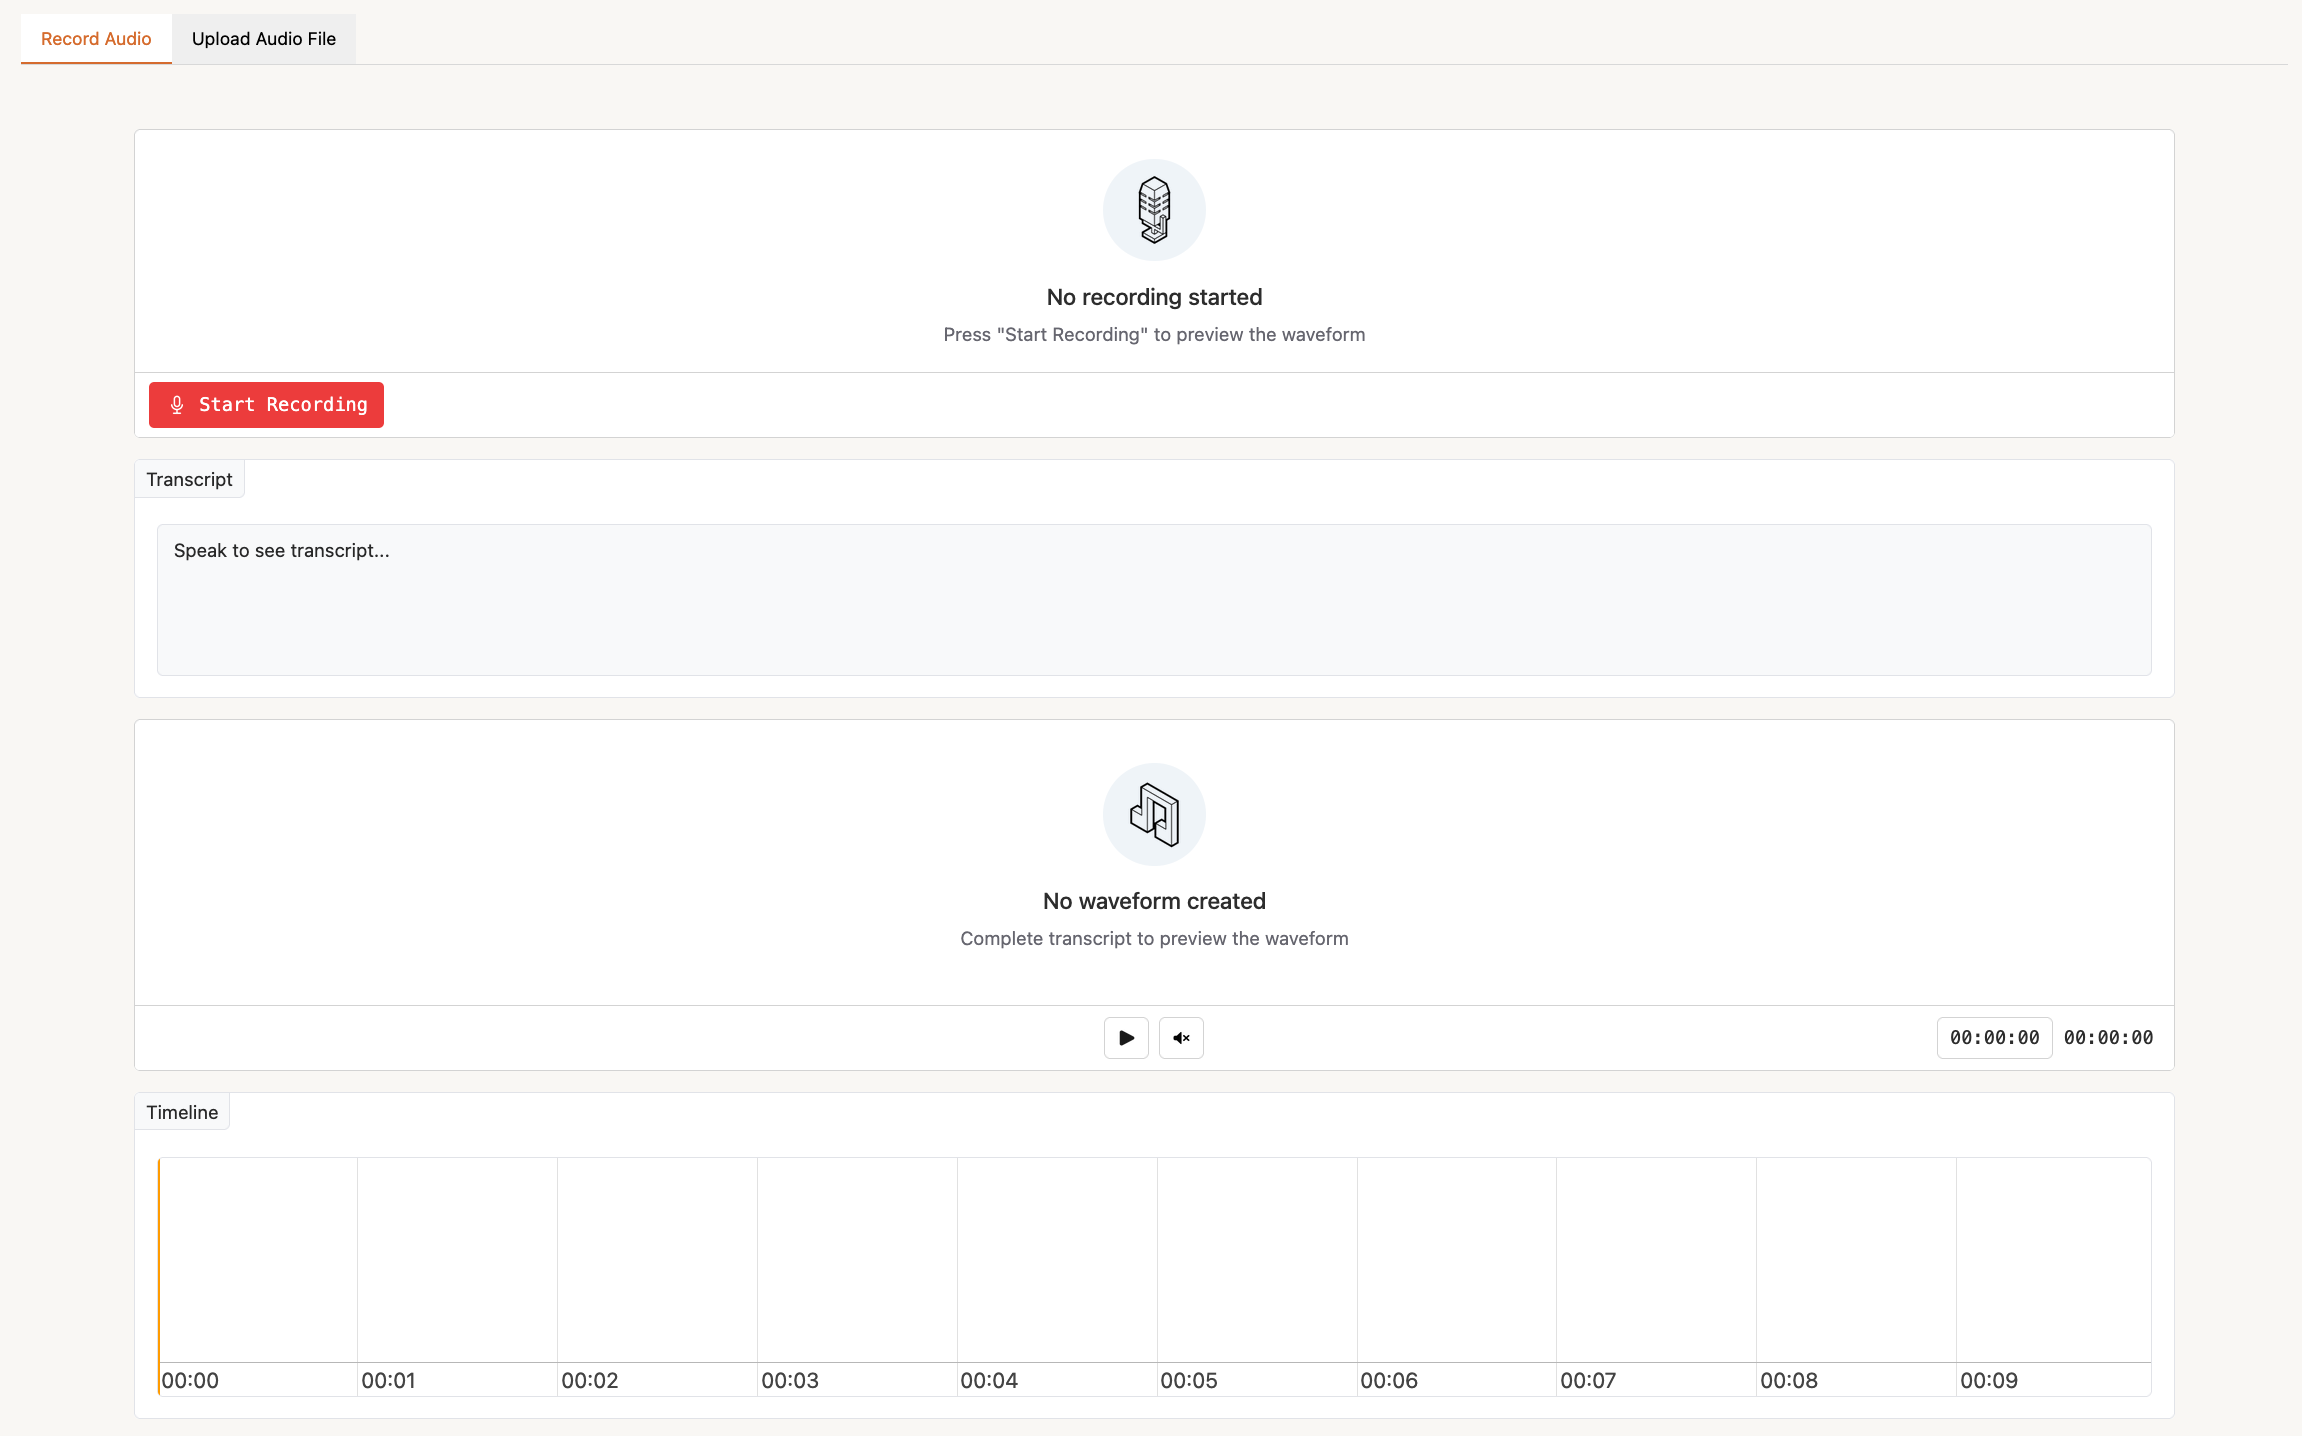 Record Audio
Upload Audio File
No recording started
Press "Start Recording" to preview the waveform
Start Recording
Transcript
Speak to see transcript...
No waveform created
Complete transcript to preview the waveform
00:00:00 00:00:00
Timeline
00:00 00:01 00:02 00:03 00:04 00:05 00:06 00:07 00:08 00:09